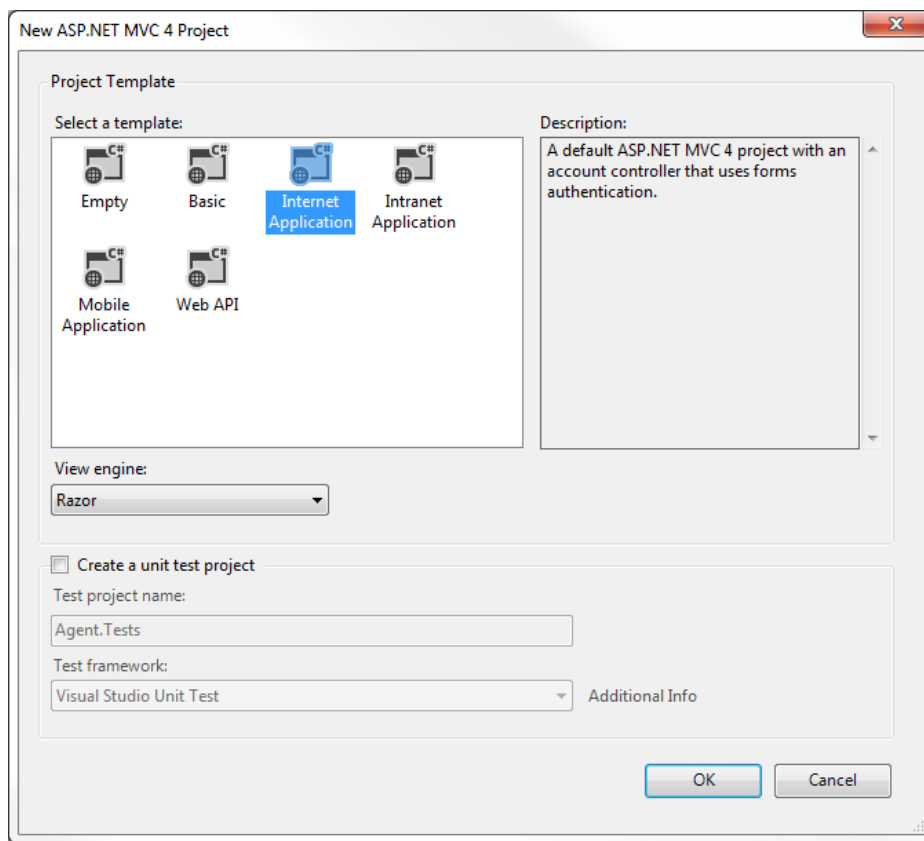 New ASP.NET MVC 4 Project
Project Template
Select a template:
Description:
C#
C#
C#
C#
Empty
Basic
Internet
Application
Intranet
Application
A default ASP.NET MVC 4 project with an
account controller that uses forms
authentication.
C#
C#
Mobile
Application
Web API
View engine:
Razor
Create a unit test project
Test project name:
Agent.Tests
Test framework:
Visual Studio Unit Test
Additional Info
OK
Cancel